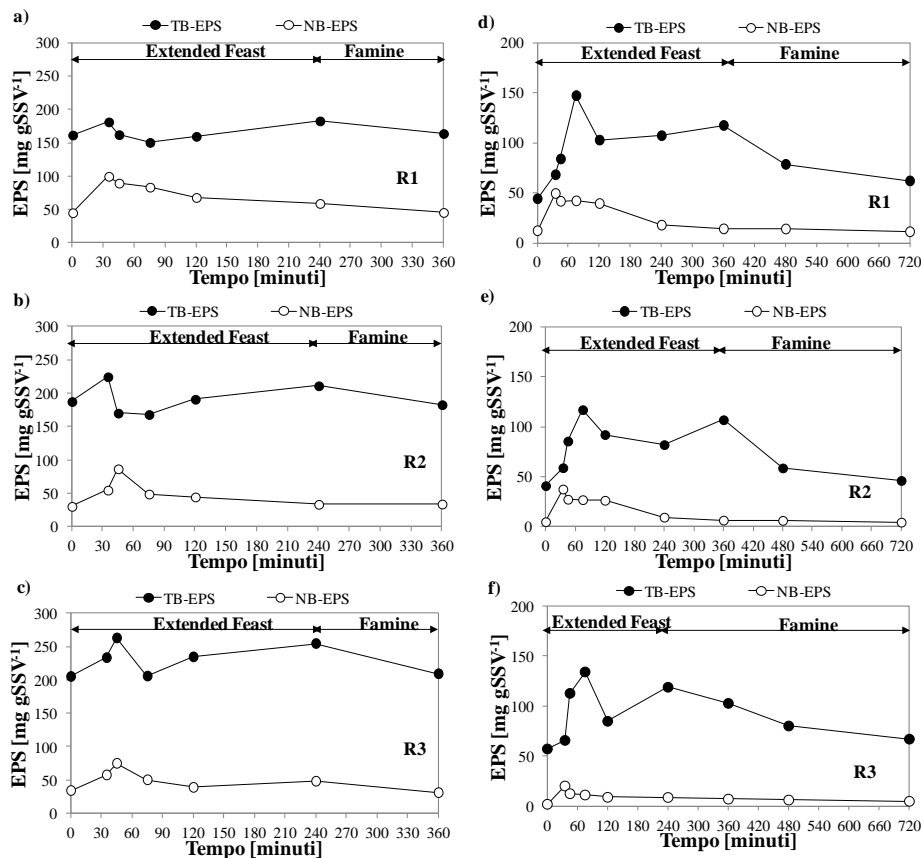 a)
TB-EPS NB-EPS
300
250
200
150
100
50
0
EPS [mg gSSV-1]
Extended Feast Famine
R1
0 30 60 90 120 150 180 210 240 270 300 330 360
Tempo [minuti]
b)
TB-EPS NB-EPS
300
250
200
150
100
50
0
EPS [mg gSSV-1]
Extended Feast Famine
R2
0 30 60 90 120 150 180 210 240 270 300 330 360
Tempo [minuti]
c)
TB-EPS NB-EPS
300
250
200
150
100
50
0
EPS [mg gSSV-1]
Extended Feast Famine
R3
0 30 60 90 120 150 180 210 240 270 300 330 360
Tempo [minuti]
d)
TB-EPS NB-EPS
200
150
100
50
0
EPS [mg gSSV-1]
Extended Feast Famine
R1
0 60 120 180 240 300 360 420 480 540 600 660 720
Tempo [minuti]
e)
TB-EPS NB-EPS
200
150
100
50
0
EPS [mg gSSV-1]
Extended Feast Famine
R2
0 60 120 180 240 300 360 420 480 540 600 660 720
Tempo [minuti]
f)
TB-EPS NB-EPS
200
150
100
50
0
EPS [mg gSSV-1]
Extended Feast Famine
R3
0 60 120 180 240 300 360 420 480 540 600 660 720
Tempo [minuti]